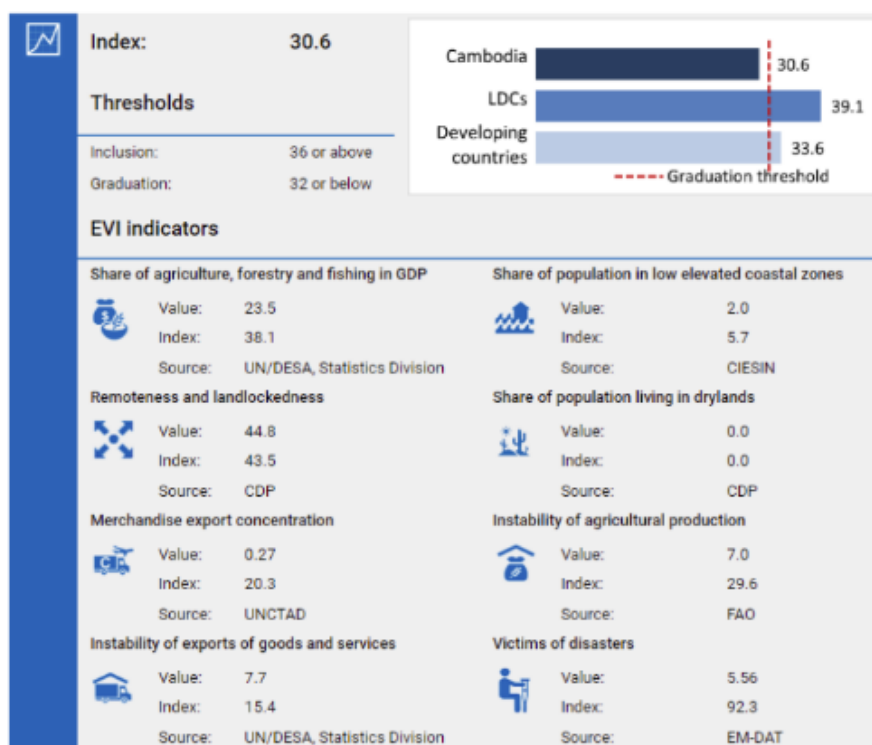 Index: 30.6
Thresholds
Inclusion: 36 or above
Graduation: 32 or below
Cambodia 30.6
LDCs 39.1
Developing
countries 33.6
Graduation threshold
EVI indicators
Share of agriculture, forestry and fishing in GDP
Value: 23.5
Index: 38.1
Source: UN/DESA, Statistics Division
Share of population in low elevated coastal zones
Value: 2.0
Index: 5.7
Source: CIESIN
Remoteness and landlockedness
Value: 44.8
Index: 43.5
Source: CDP
Share of population living in drylands
Value: 0.0
Index: 0.0
Source: CDP
Merchandise export concentration
Value: 0.27
Index: 20.3
Source: UNCTAD
Instability of agricultural production
Value: 7.0
Index: 29.6
Source: FAO
Instability of exports of goods and services
Value: 7.7
Index: 15.4
Source: UN/DESA, Statistics Division
Victims of disasters
Value: 5.56
Index: 92.3
Source: EM-DAT